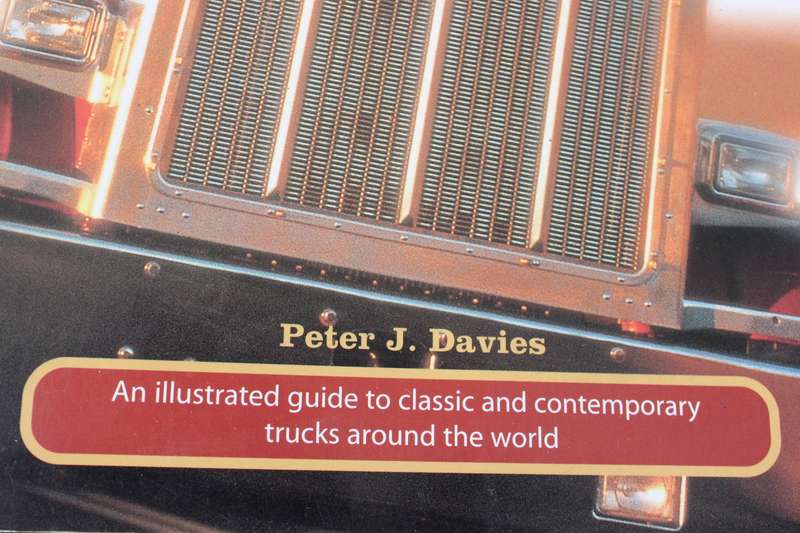 Peter J. Davies
An illustrated guide to classic and contemporary
trucks around the world